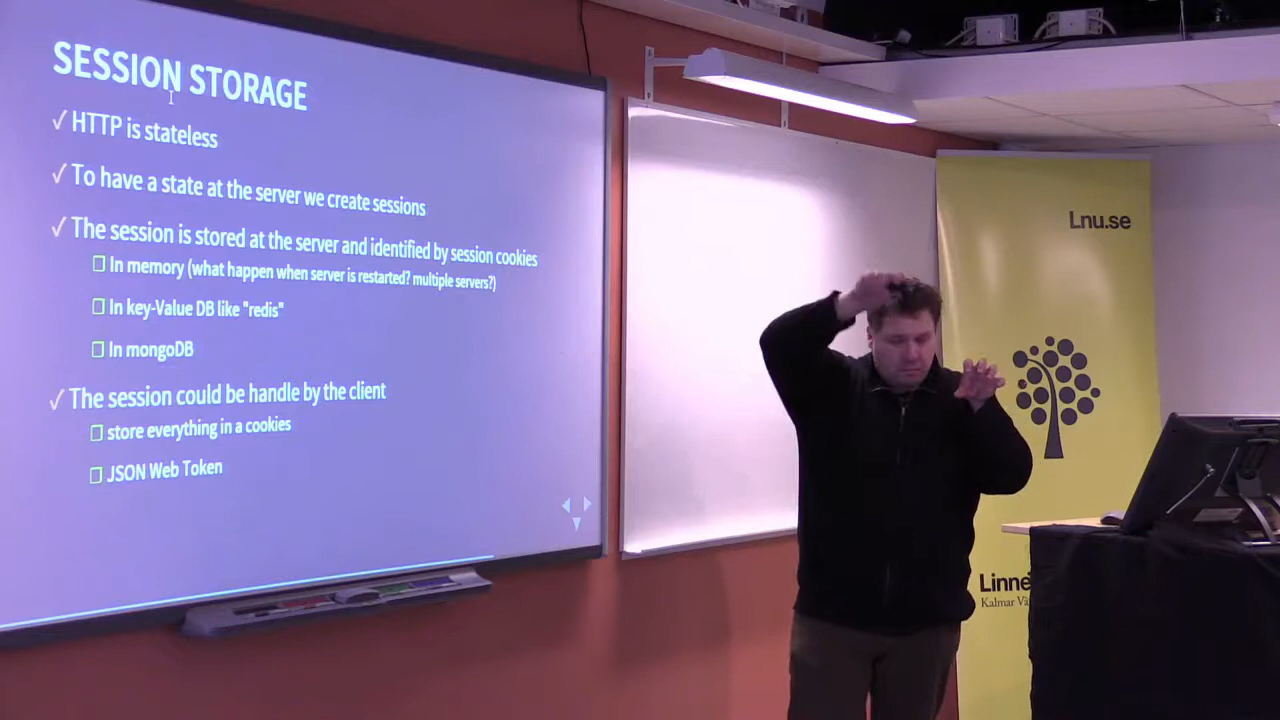 SESSION STORAGE
✓ HTTP is stateless
✓ To have a state at the server we create sessions
✓ The session is stored at the server and identified by session cookies
In memory (what happen when server is restarted? multiple servers?)
In key-Value DB like "redis"
In mongoDB
✓ The session could be handle by the client
store everything in a cookies
JSON Web Token
Lnu.se
Linne
Kalmar Vä